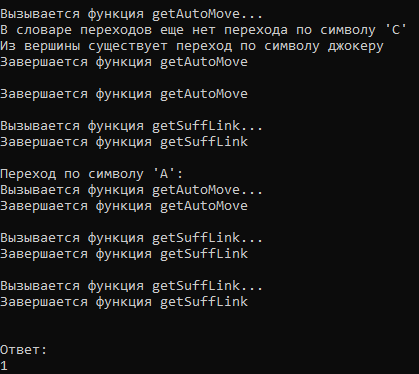 Вызывается функция getAutoMove...
В словаре переходов еще нет перехода по символу 'C'
Из вершины существует переход по символу джокеру
Завершается функция getAutoMove
Завершается функция getAutoMove
Вызывается функция getSuffLink...
Завершается функция getSuffLink
Переход по символу 'A':
Вызывается функция getAutoMove...
Завершается функция getAutoMove
Вызывается функция getSuffLink...
Завершается функция getSuffLink
Вызывается функция getSuffLink...
Завершается функция getSuffLink
Ответ:
1